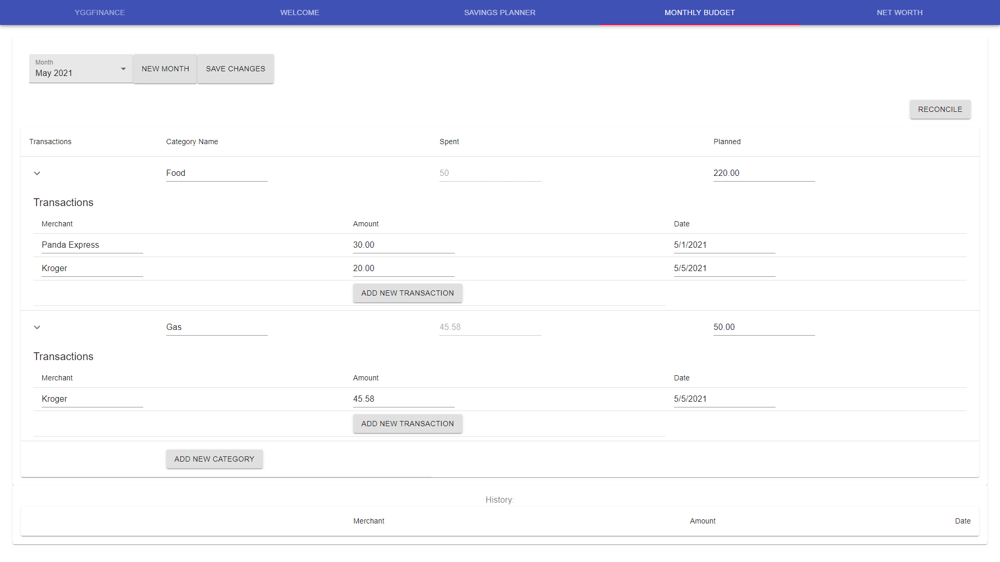 YGGFINANCE WELCOME SAVINGS PLANNER MONTHLY BUDGET NET WORTH
Month
May 2021
NEW MONTH SAVE CHANGES
RECONCILE
Transactions Category Name Spent Planned
Food 50 220.00
Transactions
Merchant Amount Date
Panda Express 30.00 5/1/2021
Kroger 20.00 5/5/2021
ADD NEW TRANSACTION
Gas 45.58 50.00
Transactions
Merchant Amount Date
Kroger 45.58 5/5/2021
ADD NEW TRANSACTION
ADD NEW CATEGORY
History:
Merchant Amount Date